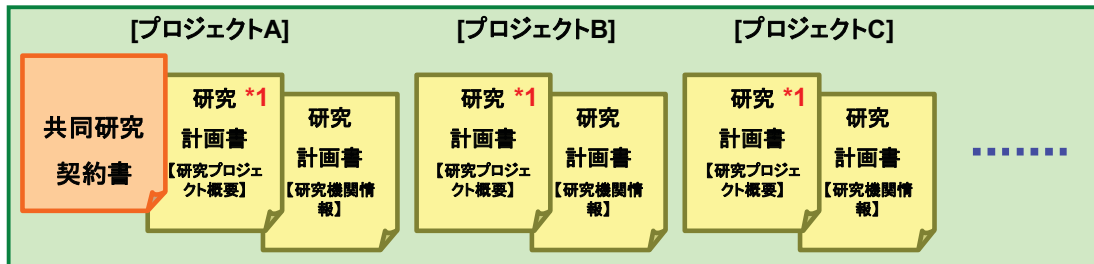 [プロジェクトA]
[プロジェクトB]
[プロジェクトC]
共同研究
契約書
研究 *1
計画書
【研究プロジェ
クト概要】
研究
計画書
【研究機関情
報】
研究 *1
計画書
【研究プロジェ
クト概要】
研究
計画書
【研究機関情
報】
研究 *1
計画書
【研究プロジェ
クト概要】
研究
計画書
【研究機関情
報】